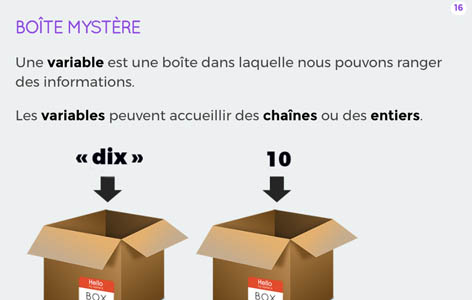 16
BOÎTE MYSTÈRE
Une variable est une boîte dans laquelle nous pouvons ranger
des informations.
Les variables peuvent accueillir des chaînes ou des entiers.
« dix »
10
Hello
BOX
Hello
BOX